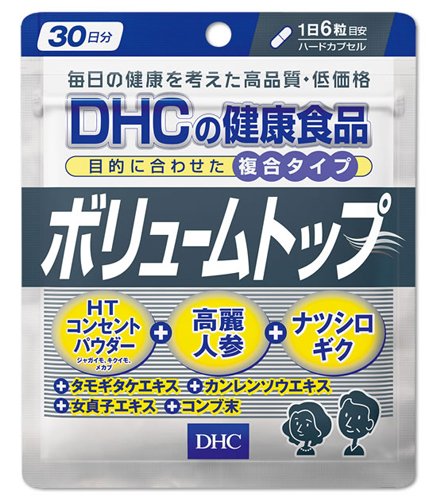 30日分
1日6粒目安
ハードカプセル
毎日の健康を考えた高品質・低価格
DHCの健康食品
目的に合わせた 複合タイプ
ボリュームトップ
HT
コンセント
パウダー
ジャガイモ、キクイモ、
メカブ
+
高麗
人参
+
ナツシロ
ギク
+タモギタケエキス +カンレンソウエキス
+女貞子エキス +コンブ末
DHC